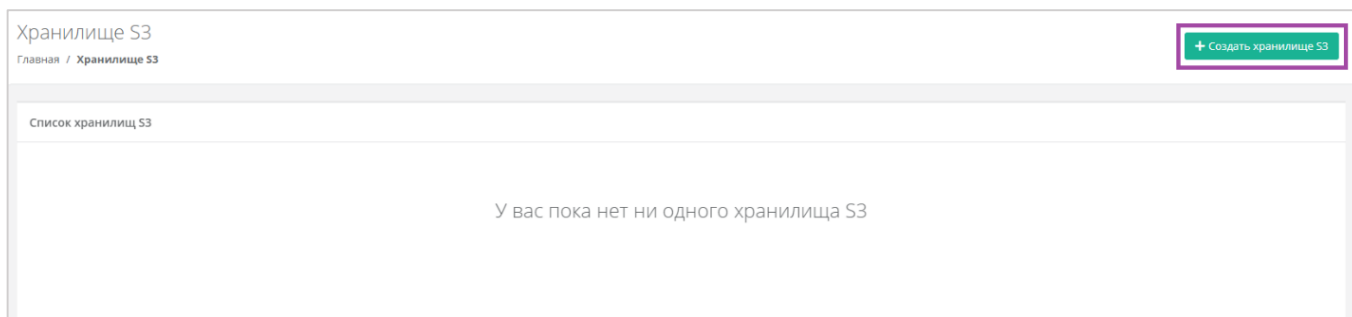 Хранилище S3
+ Создать хранилище S3
Главная / Хранилище S3
Список хранилищ S3
У вас пока нет ни одного хранилища S3